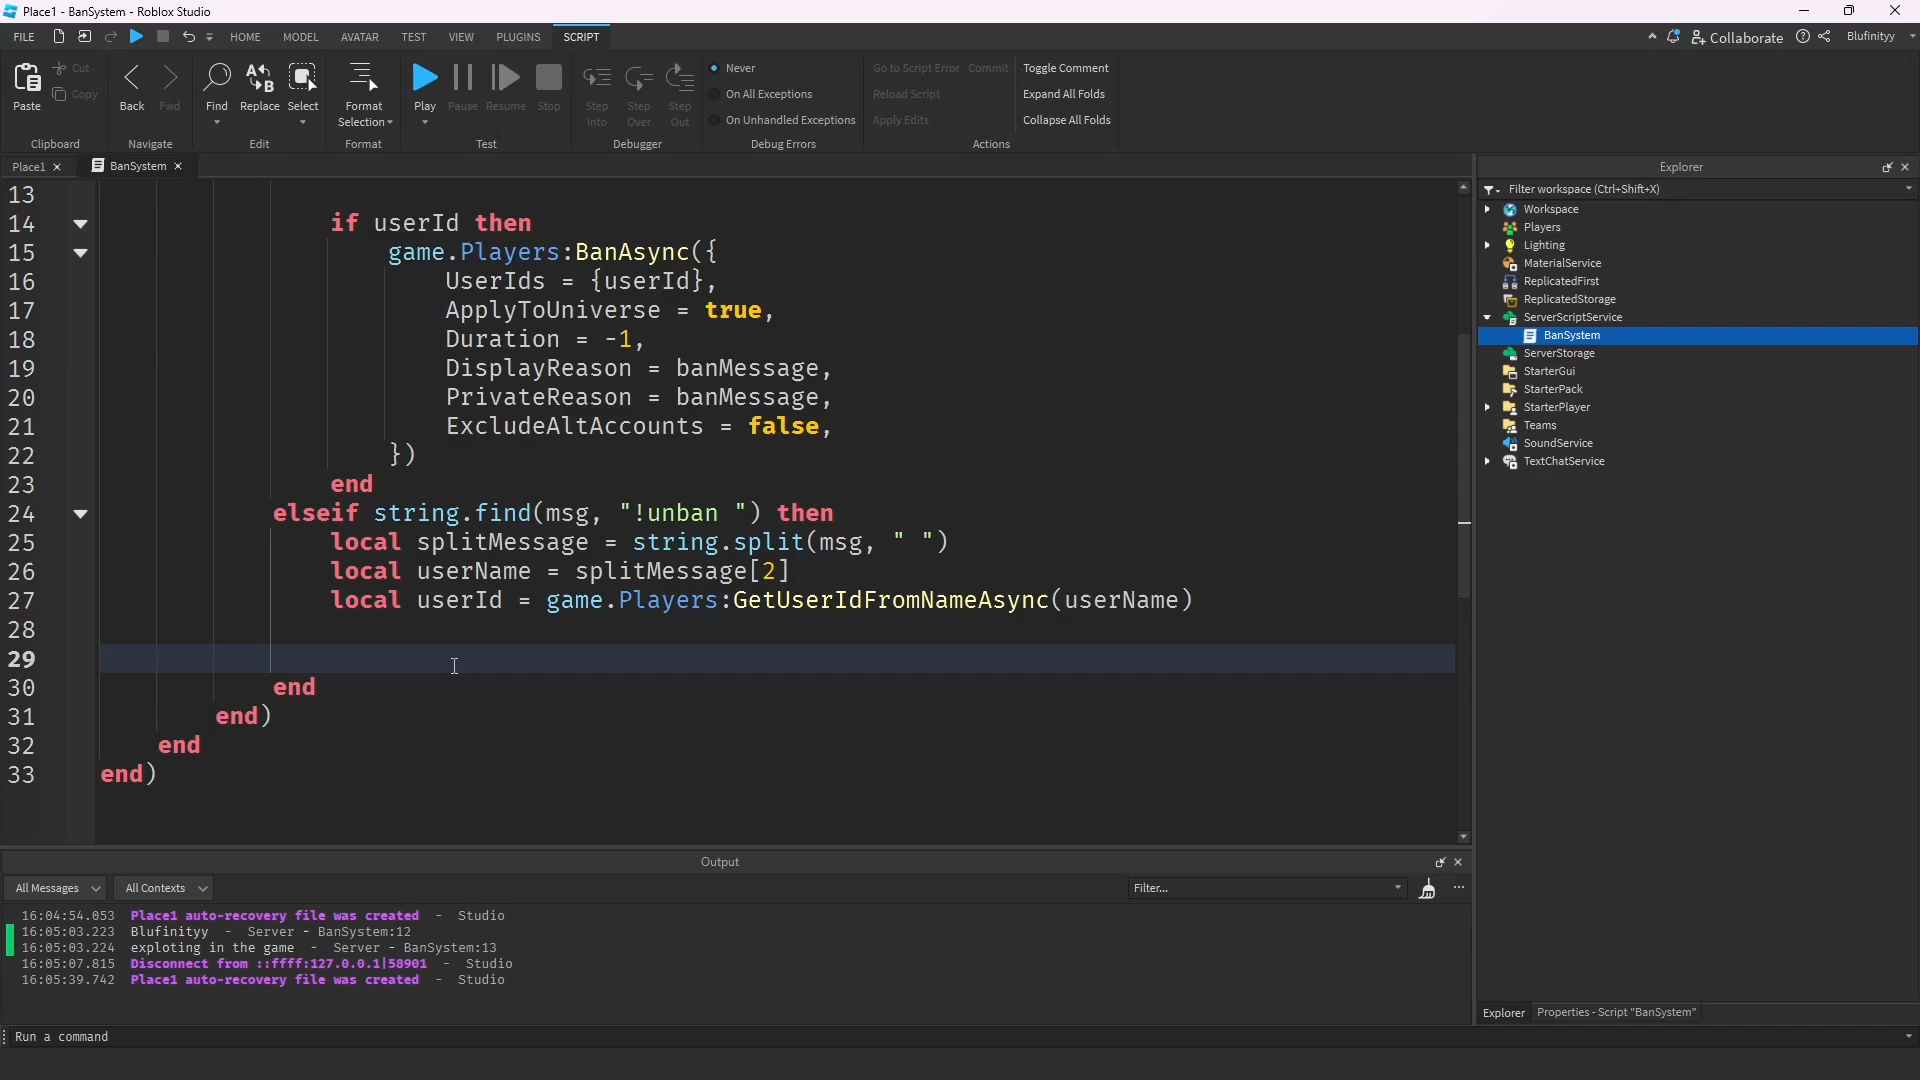 Place1 - BanSystem - Roblox Studio
FILE HOME MODEL AVATAR TEST VIEW PLUGINS SCRIPT Collaborate Blufinityy
Paste Cut Copy Back Fwd Find Replace Select Format Selection Play Pause Resume Stop Step Into Step Over Step Out
Never
On All Exceptions
On Unhandled Exceptions
Go to Script Error Commit
Reload Script
Apply Edits
Toggle Comment
Expand All Folds
Collapse All Folds
Clipboard Navigate Edit Format Test Debugger Debug Errors Actions
Place1 BanSystem
13
14 if userId then
15 game.Players:BanAsync({
16 UserIds = {userId},
17 ApplyToUniverse = true,
18 Duration = -1,
19 DisplayReason = banMessage,
20 PrivateReason = banMessage,
21 ExcludeAltAccounts = false,
22 })
23 end
24 elseif string.find(msg, "!unban ") then
25 local splitMessage = string.split(msg, " ")
26 local userName = splitMessage[2]
27 local userId = game.Players:GetUserIdFromNameAsync(userName)
28
29
30 end
31 end)
32 end
33 end)
Explorer
Filter workspace (Ctrl+Shift+X)
Workspace
Players
Lighting
MaterialService
ReplicatedFirst
ReplicatedStorage
ServerScriptService
BanSystem
ServerStorage
StarterGui
StarterPack
StarterPlayer
Teams
SoundService
TextChatService
Explorer Properties - Script "BanSystem"
Output
All Messages All Contexts Filter...
16:04:54.053 Place1 auto-recovery file was created - Studio
16:05:03.223 Blufinityy - Server - BanSystem:12
16:05:03.224 exploting in the game - Server - BanSystem:13
16:05:07.815 Disconnect from ::ffff:127.0.0.1|58901 - Studio
16:05:39.742 Place1 auto-recovery file was created - Studio
Run a command